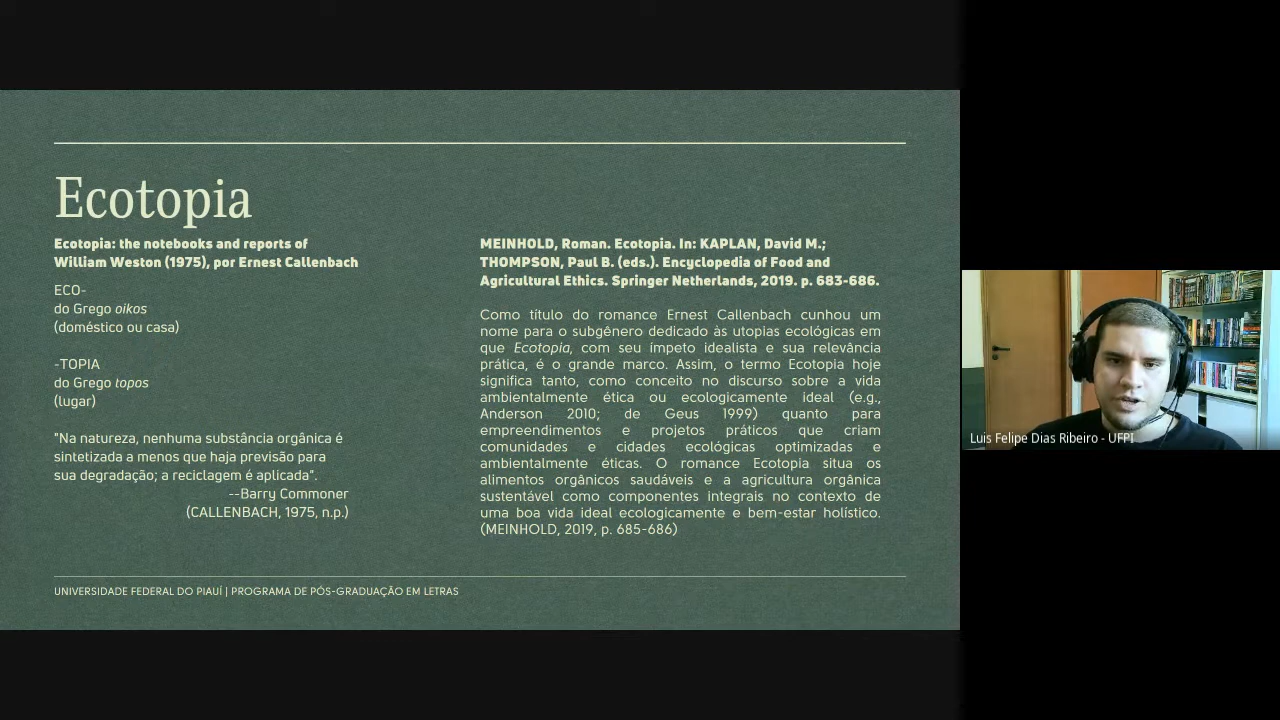 Ecotopia
Ecotopia: the notebooks and reports of
William Weston (1975), por Ernest Callenbach
ECO-
do Grego oikos
(doméstico ou casa)
-TOPIA
do Grego topos
(lugar)
"Na natureza, nenhuma substância orgânica é
sintetizada a menos que haja previsão para
sua degradação; a reciclagem é aplicada".
--Barry Commoner
(CALLENBACH, 1975, n.p.)
MEINHOLD, Roman. Ecotopia. In: KAPLAN, David M.;
THOMPSON, Paul B. (eds.). Encyclopedia of Food and
Agricultural Ethics. Springer Netherlands, 2019. p. 683-686.
Como título do romance Ernest Callenbach cunhou um
nome para o subgênero dedicado às utopias ecológicas em
que Ecotopia, com seu ímpeto idealista e sua relevância
prática, é o grande marco. Assim, o termo Ecotopia hoje
significa tanto, como conceito no discurso sobre a vida
ambientalmente ética ou ecologicamente ideal (e.g.,
Anderson 2010; de Geus 1999) quanto para
empreendimentos e projetos práticos que criam
comunidades e cidades ecológicas optimizadas e
ambientalmente éticas. O romance Ecotopia situa os
alimentos orgânicos saudáveis e a agricultura orgânica
sustentável como componentes integrais no contexto de
uma boa vida ideal ecologicamente e bem-estar holístico.
(MEINHOLD, 2019, p. 685-686)
UNIVERSIDADE FEDERAL DO PIAUÍ | PROGRAMA DE PÓS-GRADUAÇÃO EM LETRAS
Luis Felipe Dias Ribeiro - UFPI